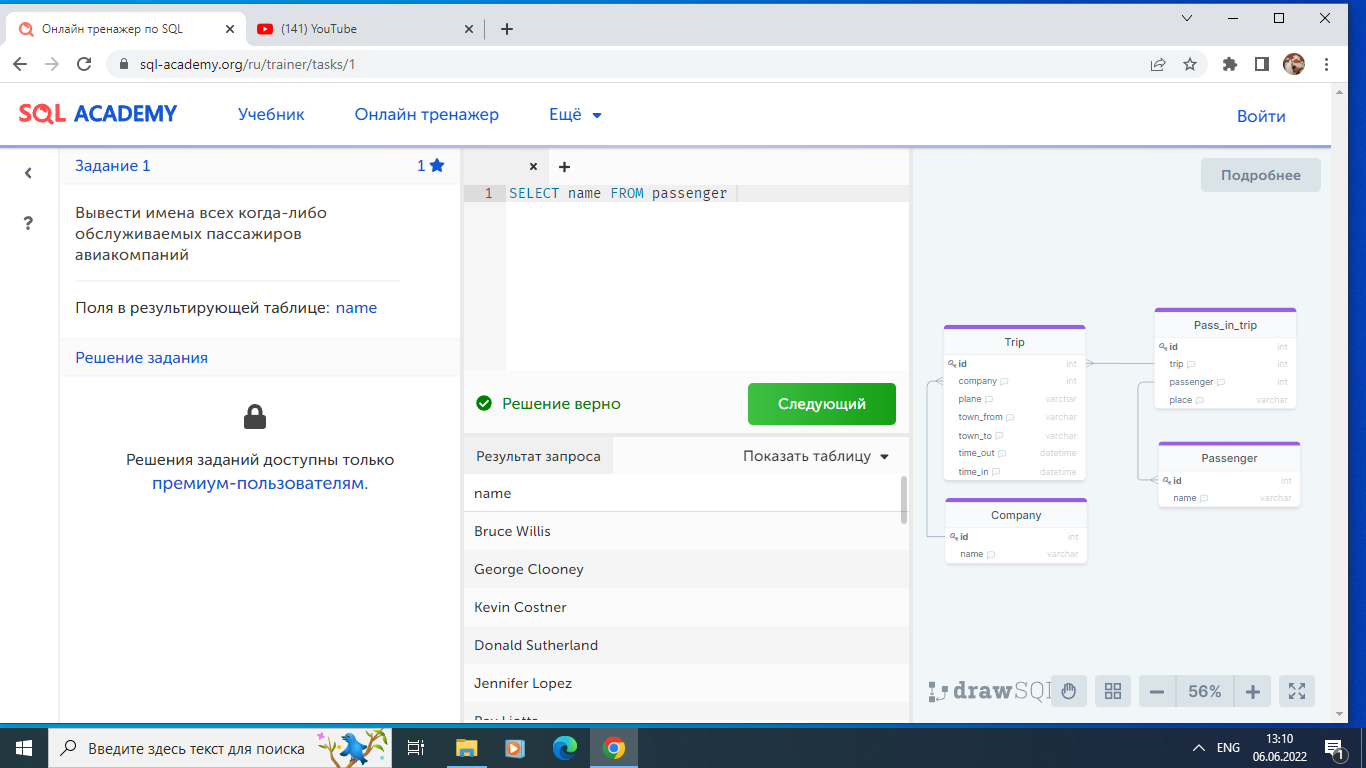 Онлайн тренажер по SQL
(141) YouTube
sql-academy.org/ru/trainer/tasks/1
SQL ACADEMY
Учебник
Онлайн тренажер
Ещё
Войти
Задание 1
1
Вывести имена всех когда-либо
обслуживаемых пассажиров
авиакомпаний
Поля в результирующей таблице: name
Решение задания
Решения заданий доступны только
премиум-пользователям.
?
1 SELECT name FROM passenger
Решение верно
Следующий
Результат запроса
Показать таблицу
name
Bruce Willis
George Clooney
Kevin Costner
Donald Sutherland
Jennifer Lopez
Ray Liotta
Подробнее
Trip
id int
company int
plane varchar
town_from varchar
town_to varchar
time_out datetime
time_in datetime
Company
id int
name varchar
Pass_in_trip
id int
trip int
passenger int
place varchar
Passenger
id int
name varchar
drawSQL
56%
Введите здесь текст для поиска
ENG
13:10
06.06.2022
1